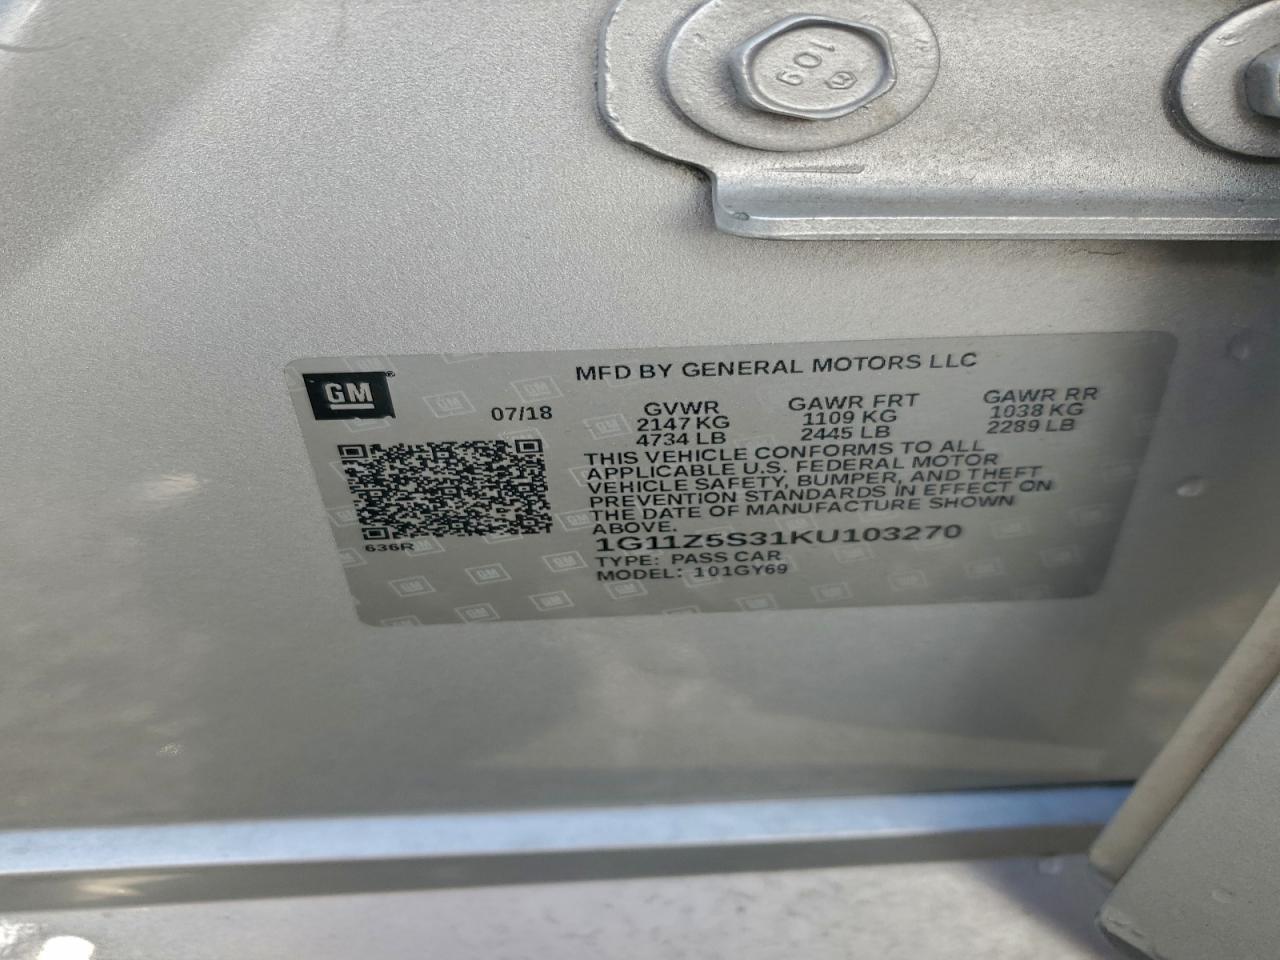 109
GM
MFD BY GENERAL MOTORS LLC
07/18
GVWR
2147 KG
4734 LB
GAWR FRT
1109 KG
2445 LB
GAWR RR
1038 KG
2289 LB
THIS VEHICLE CONFORMS TO ALL
APPLICABLE U.S. FEDERAL MOTOR
VEHICLE SAFETY, BUMPER, AND THEFT
PREVENTION STANDARDS IN EFFECT ON
THE DATE OF MANUFACTURE SHOWN
ABOVE.
636R
1G11Z5S31KU103270
TYPE: PASS CAR
MODEL: 101GY69